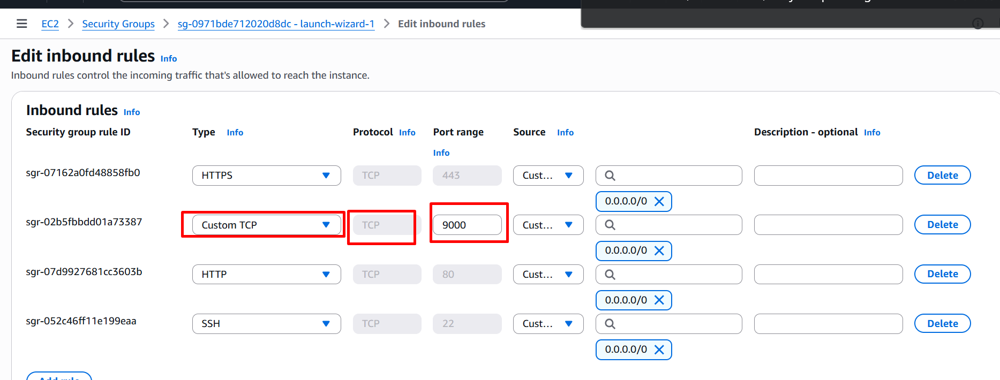 EC2 > Security Groups > sg-0971bde712020d8dc - launch-wizard-1 > Edit inbound rules
Edit inbound rules Info
Inbound rules control the incoming traffic that's allowed to reach the instance.
Inbound rules Info
Security group rule ID Type Info Protocol Info Port range Info Source Info Description - optional Info
sgr-07162a0fd48858fb0 HTTPS TCP 443 Cust... Delete
0.0.0.0/0
sgr-02b5fbbdd01a73387 Custom TCP TCP 9000 Cust... Delete
0.0.0.0/0
sgr-07d9927681cc3603b HTTP TCP 80 Cust... Delete
0.0.0.0/0
sgr-052c46ff11e199eaa SSH TCP 22 Cust... Delete
0.0.0.0/0
Add rule